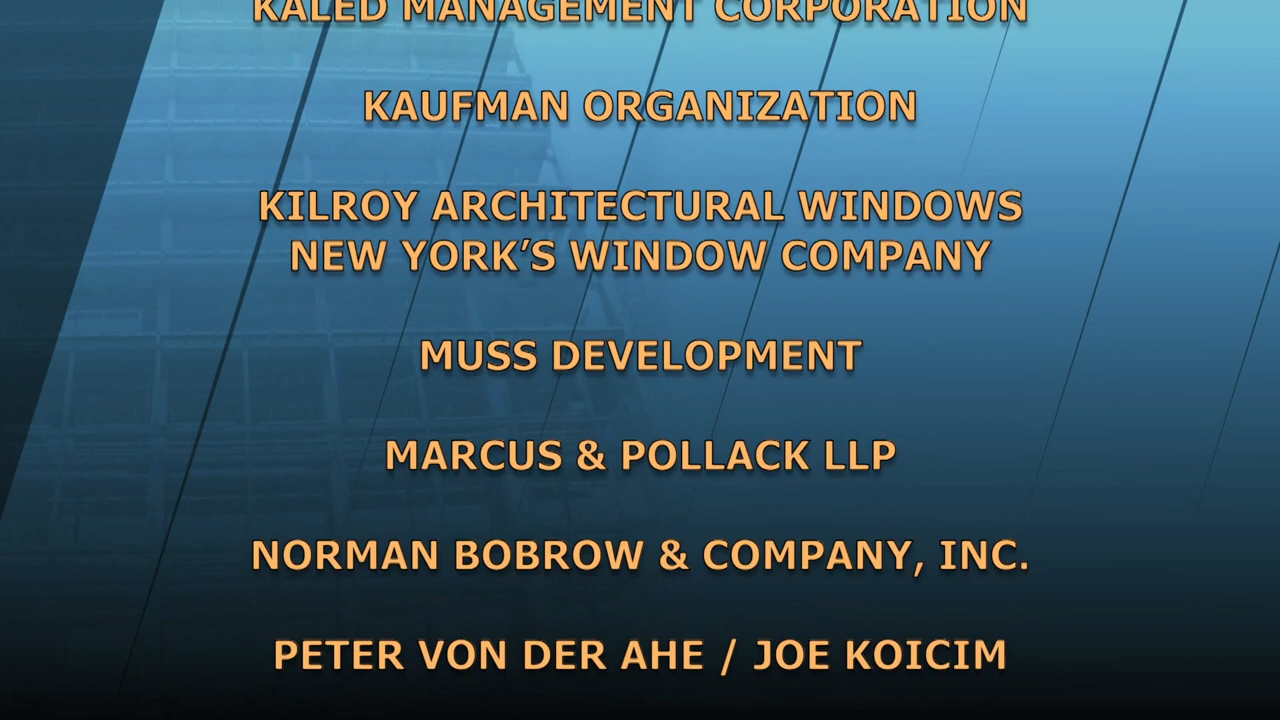 KALED MANAGEMENT CORPORATION
KAUFMAN ORGANIZATION
KILROY ARCHITECTURAL WINDOWS
NEW YORK’S WINDOW COMPANY
MUSS DEVELOPMENT
MARCUS & POLLACK LLP
NORMAN BOBROW & COMPANY, INC.
PETER VON DER AHE / JOE KOICIM